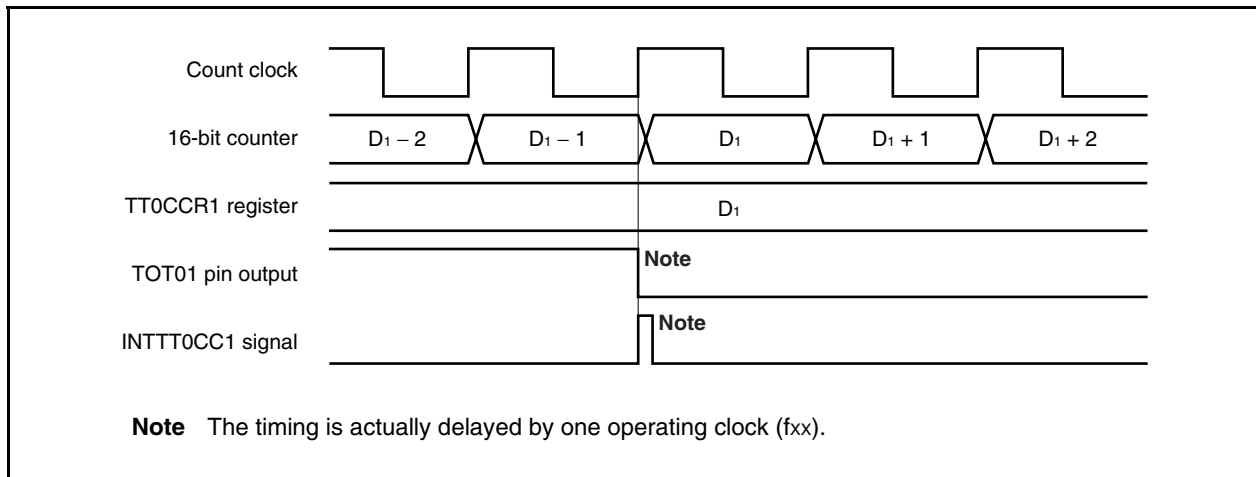 Count clock
16-bit counter D₁ − 2 D₁ − 1 D₁ D₁ + 1 D₁ + 2
TT0CCR1 register D₁
TOT01 pin output Note
INTTT0CC1 signal Note
Note The timing is actually delayed by one operating clock (fxx).